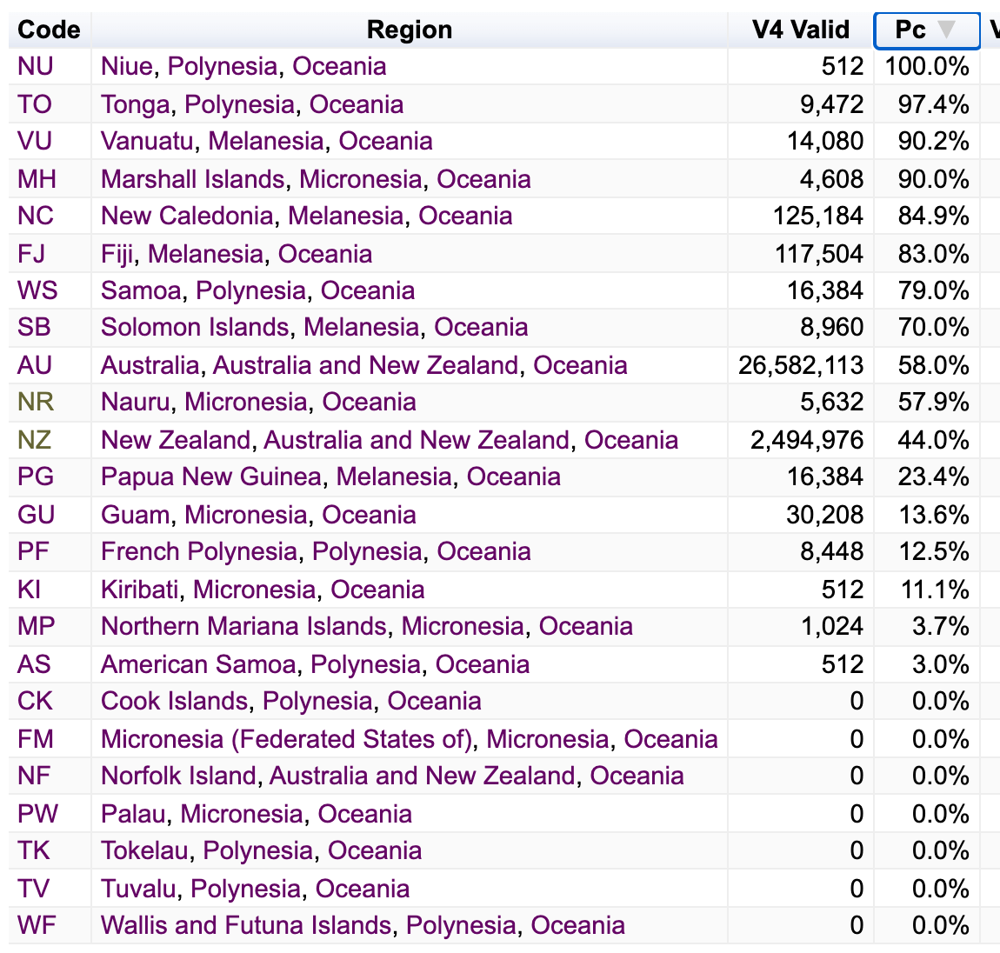 Code Region V4 Valid Pc ▼ V
NU Niue, Polynesia, Oceania 512 100.0%
TO Tonga, Polynesia, Oceania 9,472 97.4%
VU Vanuatu, Melanesia, Oceania 14,080 90.2%
MH Marshall Islands, Micronesia, Oceania 4,608 90.0%
NC New Caledonia, Melanesia, Oceania 125,184 84.9%
FJ Fiji, Melanesia, Oceania 117,504 83.0%
WS Samoa, Polynesia, Oceania 16,384 79.0%
SB Solomon Islands, Melanesia, Oceania 8,960 70.0%
AU Australia, Australia and New Zealand, Oceania 26,582,113 58.0%
NR Nauru, Micronesia, Oceania 5,632 57.9%
NZ New Zealand, Australia and New Zealand, Oceania 2,494,976 44.0%
PG Papua New Guinea, Melanesia, Oceania 16,384 23.4%
GU Guam, Micronesia, Oceania 30,208 13.6%
PF French Polynesia, Polynesia, Oceania 8,448 12.5%
KI Kiribati, Micronesia, Oceania 512 11.1%
MP Northern Mariana Islands, Micronesia, Oceania 1,024 3.7%
AS American Samoa, Polynesia, Oceania 512 3.0%
CK Cook Islands, Polynesia, Oceania 0 0.0%
FM Micronesia (Federated States of), Micronesia, Oceania 0 0.0%
NF Norfolk Island, Australia and New Zealand, Oceania 0 0.0%
PW Palau, Micronesia, Oceania 0 0.0%
TK Tokelau, Polynesia, Oceania 0 0.0%
TV Tuvalu, Polynesia, Oceania 0 0.0%
WF Wallis and Futuna Islands, Polynesia, Oceania 0 0.0%